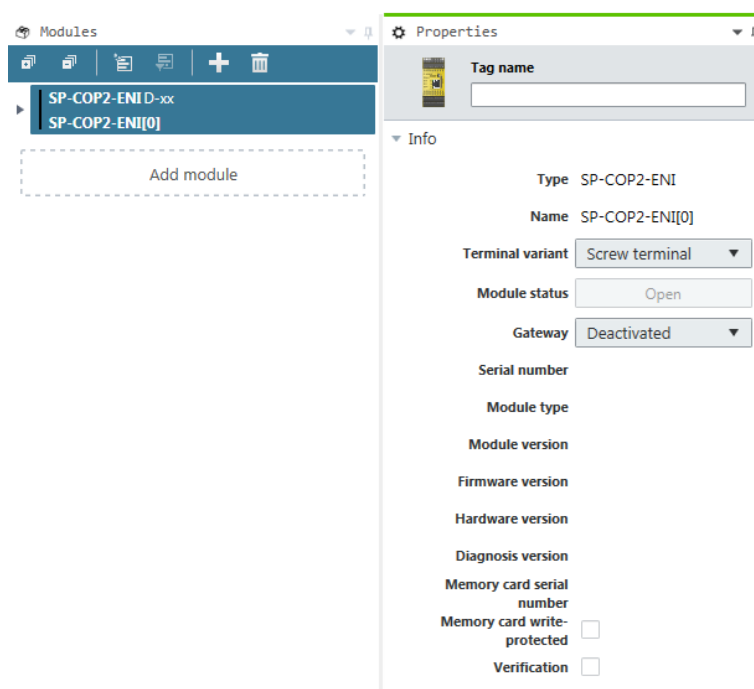 Modules
SP-COP2-ENI D-xx
SP-COP2-ENI[0]
Add module
Properties
Tag name
Info
Type SP-COP2-ENI
Name SP-COP2-ENI[0]
Terminal variant Screw terminal
Module status Open
Gateway Deactivated
Serial number
Module type
Module version
Firmware version
Hardware version
Diagnosis version
Memory card serial
number
Memory card write-
protected
Verification